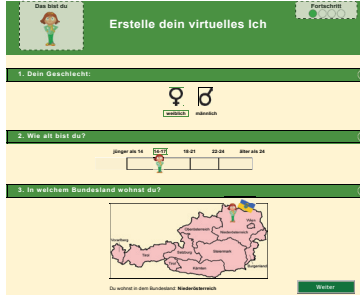 Das bist du
Erstelle dein virtuelles Ich
Fortschritt
1. Dein Geschlecht:
weiblich männlich
2. Wie alt bist du?
jünger als 14 14-17 18-21 22-24 älter als 24
3. In welchem Bundesland wohnst du?
Wien
Oberösterreich
Niederösterreich
Vorarlberg
Tirol
Salzburg
Steiermark
Tirol
Burgenland
Kärnten
Du wohnst in dem Bundesland: Niederösterreich
Weiter